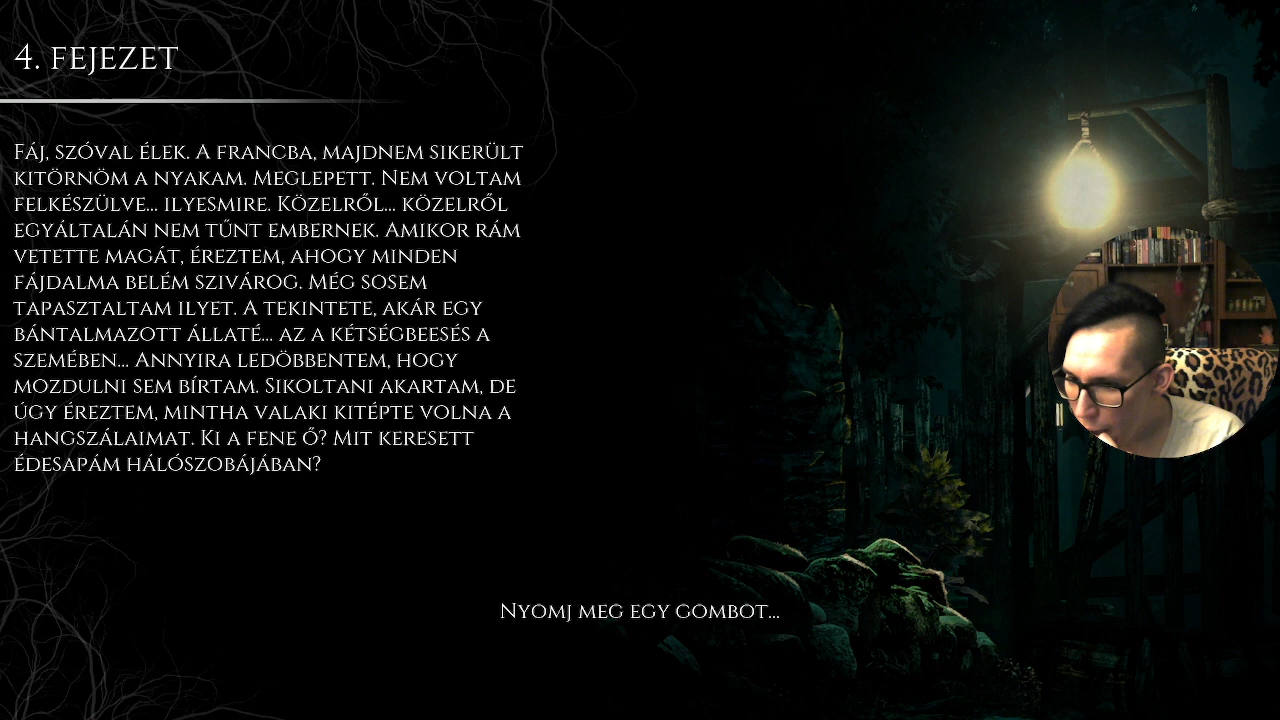 4. FEJEZET
FÁJ, SZÓVAL ÉLEK. A FRANCBA, MAJDNEM SIKERÜLT
KITÖRNÖM A NYAKAM. MEGLEPETT. NEM VOLTAM
FELKÉSZÜLVE... ILYESMIRE. KÖZELRŐL... KÖZELRŐL
EGYÁLTALÁN NEM TŰNT EMBERNEK. AMIKOR RÁM
VETETTE MAGÁT, ÉREZTEM, AHOGY MINDEN
FÁJDALMA BELÉM SZIVÁROG. MÉG SOSEM
TAPASZTALTAM ILYET. A TEKINTETE, AKÁR EGY
BÁNTALMAZOTT ÁLLATÉ... AZ A KÉTSÉGBEESÉS A
SZEMÉBEN... ANNYIRA LEDÖBBENTEM, HOGY
MOZDULNI SEM BÍRTAM. SIKOLTANI AKARTAM, DE
ÚGY ÉREZTEM, MINTHA VALAKI KITÉPTE VOLNA A
HANGSZÁLAIMAT. KI A FENE Ő? MIT KERESETT
ÉDESAPÁM HÁLÓSZOBÁJÁBAN?
NYOMJ MEG EGY GOMBOT...